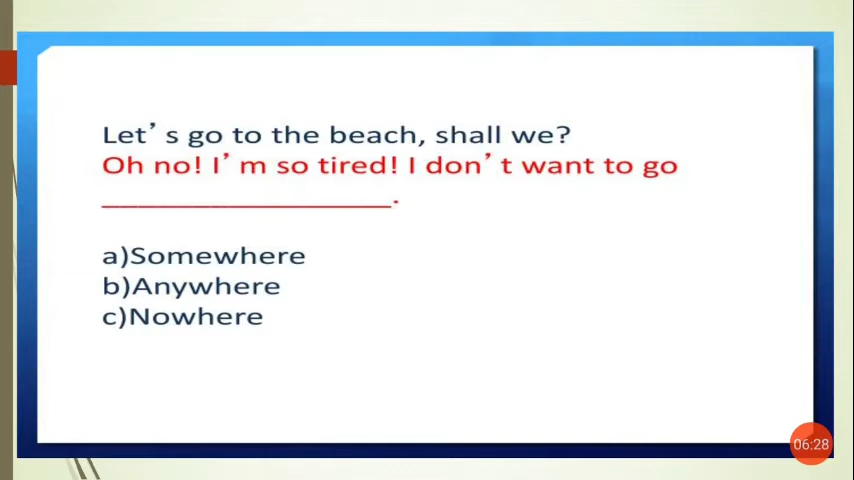 Let's go to the beach, shall we?
Oh no! I'm so tired! I don't want to go
________________.
a)Somewhere
b)Anywhere
c)Nowhere
06:28